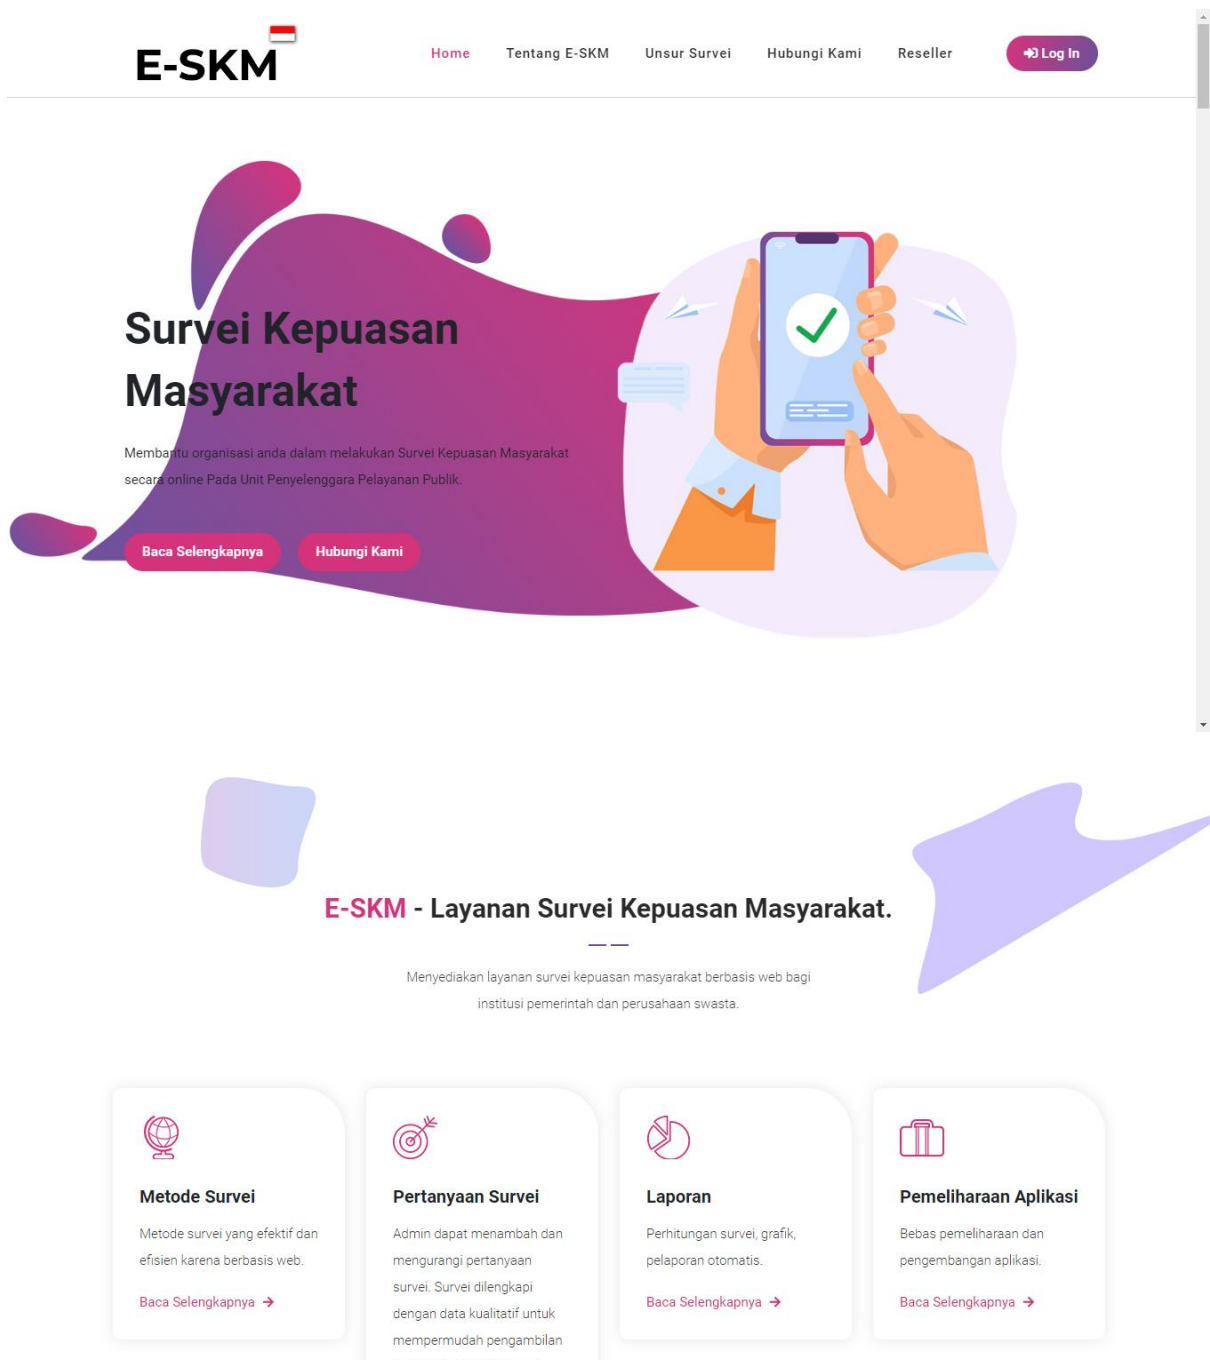 E-SKM
Home Tentang E-SKM Unsur Survei Hubungi Kami Reseller Log In
Survei Kepuasan
Masyarakat
Membantu organisasi anda dalam melakukan Survei Kepuasan Masyarakat
secara online Pada Unit Penyelenggara Pelayanan Publik.
Baca Selengkapnya Hubungi Kami
E-SKM - Layanan Survei Kepuasan Masyarakat.
Menyediakan layanan survei kepuasan masyarakat berbasis web bagi
institusi pemerintah dan perusahaan swasta.
Metode Survei
Metode survei yang efektif dan
efisien karena berbasis web.
Baca Selengkapnya →
Pertanyaan Survei
Admin dapat menambah dan
mengurangi pertanyaan
survei. Survei dilengkapi
dengan data kualitatif untuk
mempermudah pengambilan
Laporan
Perhitungan survei, grafik,
pelaporan otomatis.
Baca Selengkapnya →
Pemeliharaan Aplikasi
Bebas pemeliharaan dan
pengembangan aplikasi.
Baca Selengkapnya →